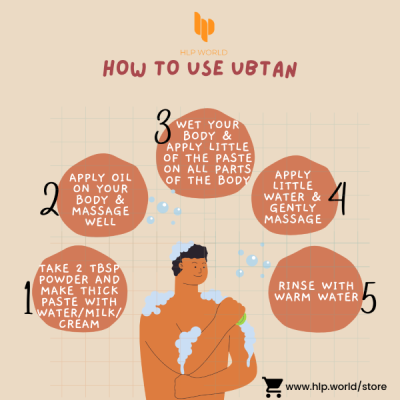 HLP WORLD
HOW TO USE UBTAN
1
TAKE 2 TBSP
POWDER AND
MAKE THICK
PASTE WITH
WATER/MILK/
CREAM
2
APPLY OIL
ON YOUR
BODY &
MASSAGE
WELL
3
WET YOUR
BODY &
APPLY LITTLE
OF THE PASTE
ON ALL PARTS
OF THE BODY
4
APPLY
LITTLE
WATER &
GENTLY
MASSAGE
5
RINSE WITH
WARM WATER
www.hlp.world/store